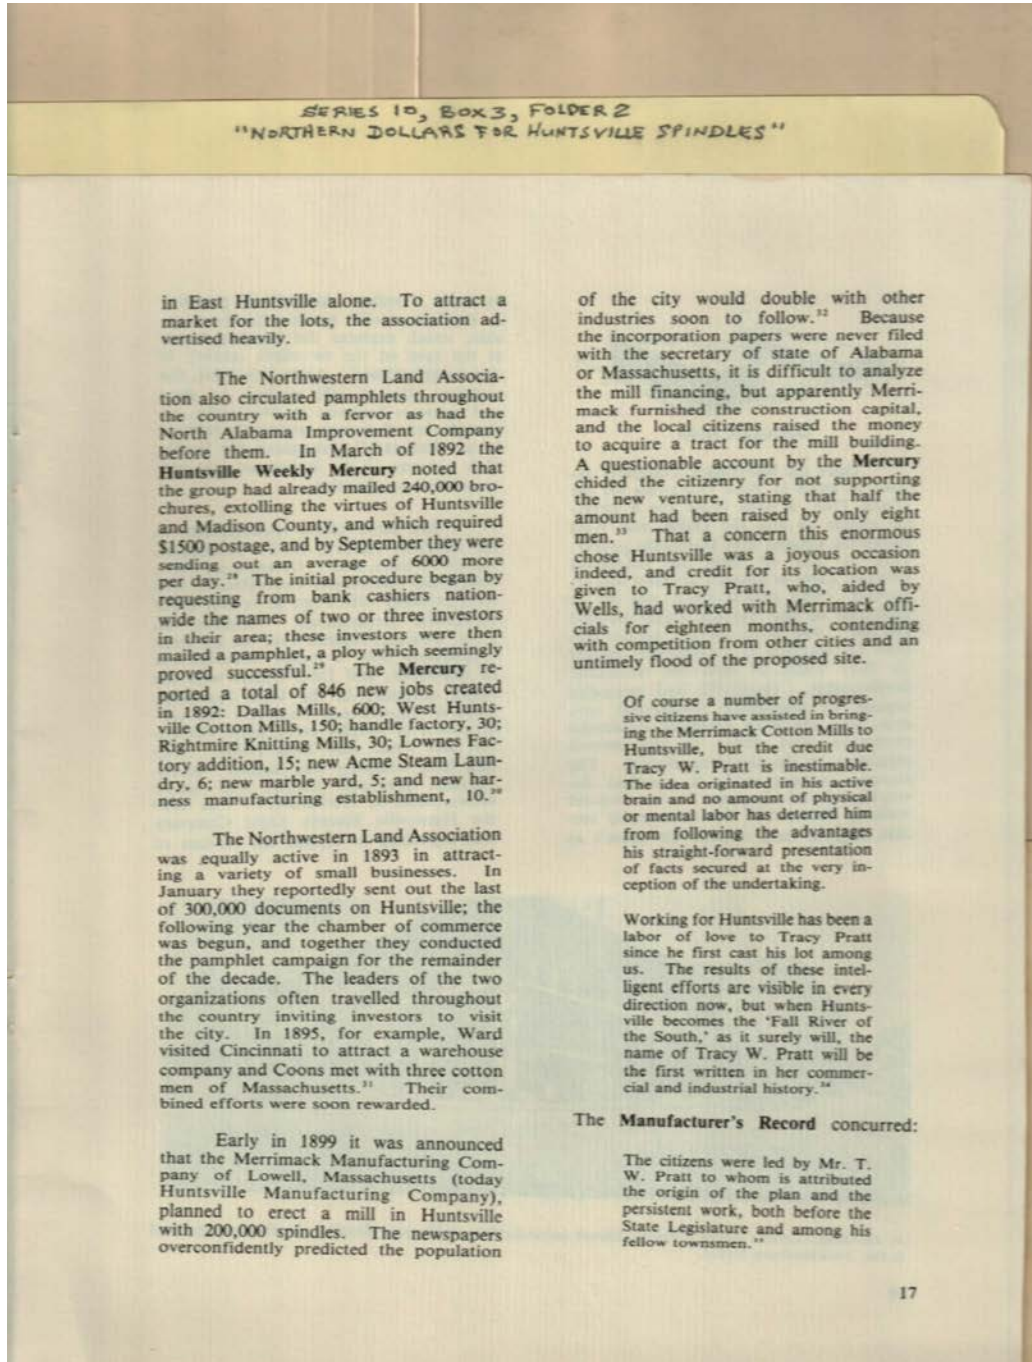 SERIES 10, BOX 3, FOLDER 2
"NORTHERN DOLLARS FOR HUNTSVILLE SPINDLES"
in East Huntsville alone. To attract a
market for the lots, the association ad-
vertised heavily.
The Northwestern Land Associa-
tion also circulated pamphlets throughout
the country with a fervor as had the
North Alabama Improvement Company
before them. In March of 1892 the
Huntsville Weekly Mercury noted that
the group had already mailed 240,000 bro-
chures, extolling the virtues of Huntsville
and Madison County, and which required
$1500 postage, and by September they were
sending out an average of 6000 more
per day.²⁸ The initial procedure began by
requesting from bank cashiers nation-
wide the names of two or three investors
in their area; these investors were then
mailed a pamphlet, a ploy which seemingly
proved successful.²⁹ The Mercury re-
ported a total of 846 new jobs created
in 1892: Dallas Mills, 600; West Hunts-
ville Cotton Mills, 150; handle factory, 30;
Rightmire Knitting Mills, 30; Lownes Fac-
tory addition, 15; new Acme Steam Laun-
dry, 6; new marble yard, 5; and new har-
ness manufacturing establishment, 10.³⁰
The Northwestern Land Association
was equally active in 1893 in attract-
ing a variety of small businesses. In
January they reportedly sent out the last
of 300,000 documents on Huntsville; the
following year the chamber of commerce
was begun, and together they conducted
the pamphlet campaign for the remainder
of the decade. The leaders of the two
organizations often travelled throughout
the country inviting investors to visit
the city. In 1895, for example, Ward
visited Cincinnati to attract a warehouse
company and Coons met with three cotton
men of Massachusetts.³¹ Their com-
bined efforts were soon rewarded.
Early in 1899 it was announced
that the Merrimack Manufacturing Com-
pany of Lowell, Massachusetts (today
Huntsville Manufacturing Company),
planned to erect a mill in Huntsville
with 200,000 spindles. The newspapers
overconfidently predicted the population
of the city would double with other
industries soon to follow.³² Because
the incorporation papers were never filed
with the secretary of state of Alabama
or Massachusetts, it is difficult to analyze
the mill financing, but apparently Merri-
mack furnished the construction capital,
and the local citizens raised the money
to acquire a tract for the mill building.
A questionable account by the Mercury
chided the citizenry for not supporting
the new venture, stating that half the
amount had been raised by only eight
men.³³ That a concern this enormous
chose Huntsville was a joyous occasion
indeed, and credit for its location was
given to Tracy Pratt, who, aided by
Wells, had worked with Merrimack offi-
cials for eighteen months, contending
with competition from other cities and an
untimely flood of the proposed site.
Of course a number of progres-
sive citizens have assisted in bring-
ing the Merrimack Cotton Mills to
Huntsville, but the credit due
Tracy W. Pratt is inestimable.
The idea originated in his active
brain and no amount of physical
or mental labor has deterred him
from following the advantages
his straight-forward presentation
of facts secured at the very in-
ception of the undertaking.
Working for Huntsville has been a
labor of love to Tracy Pratt
since he first cast his lot among
us. The results of these intel-
ligent efforts are visible in every
direction now, but when Hunts-
ville becomes the 'Fall River of
the South,' as it surely will, the
name of Tracy W. Pratt will be
the first written in her commer-
cial and industrial history.³⁴
The Manufacturer's Record concurred:
The citizens were led by Mr. T.
W. Pratt to whom is attributed
the origin of the plan and the
persistent work, both before the
State Legislature and among his
fellow townsmen.³⁵
17